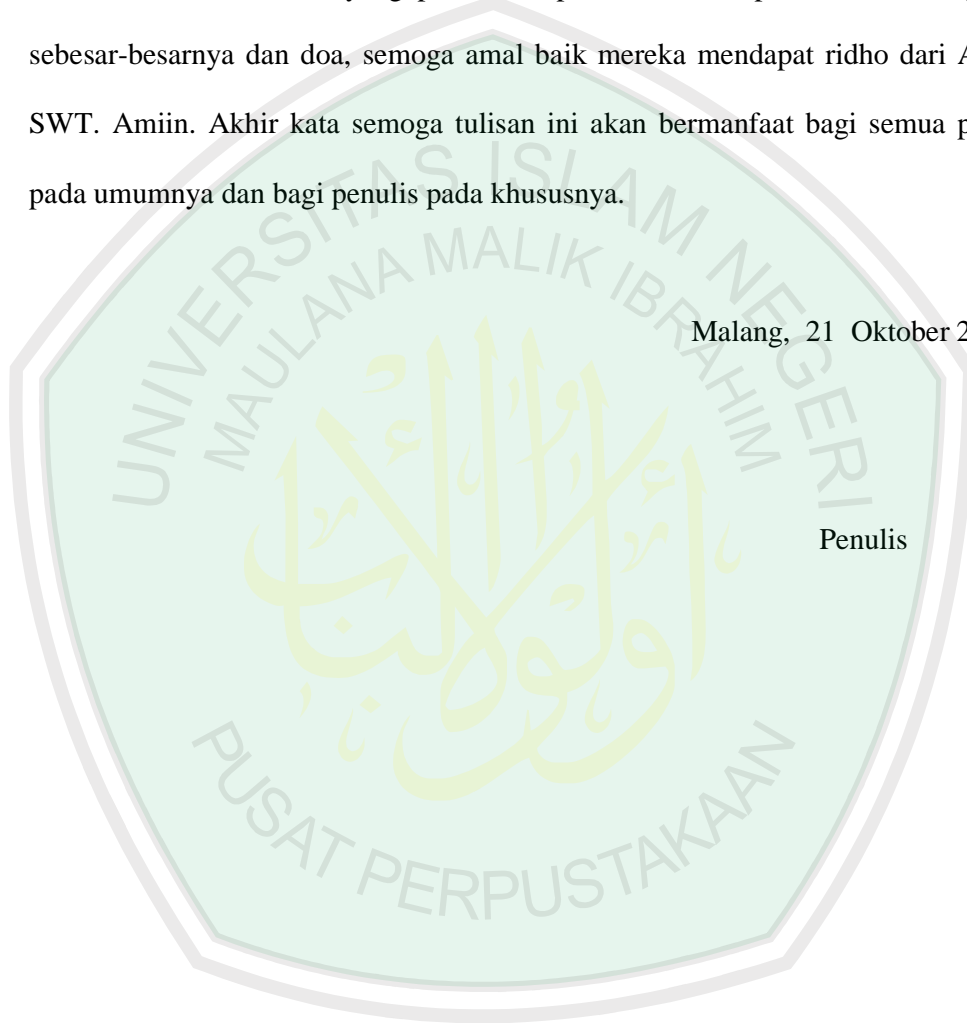 sebesar-besarnya dan doa, semoga amal baik mereka mendapat ridho dari
SWT. Amiin. Akhir kata semoga tulisan ini akan bermanfaat bagi semua
pada umumnya dan bagi penulis pada khususnya.
UNIVERSITAS ISLAM NEGERI
MAULANA MALIK IBRAHIM
Malang, 21 Oktober
Penulis
PUSAT PERPUSTAKAAN